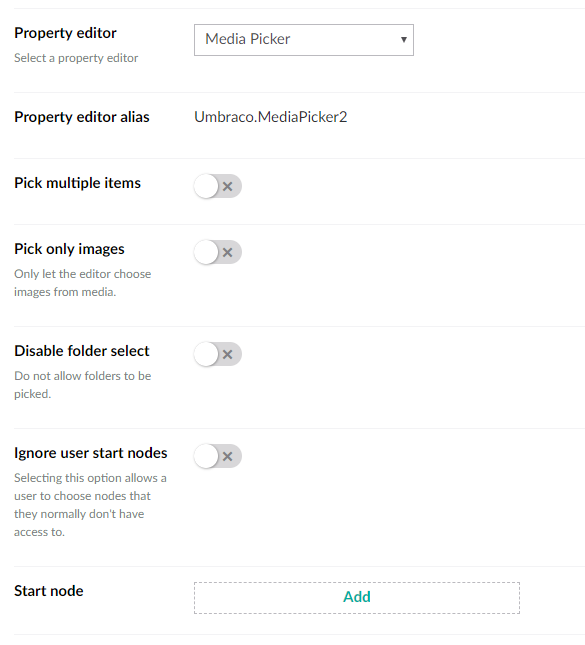 Property editor
Select a property editor
Media Picker
Property editor alias
Umbraco.MediaPicker2
Pick multiple items
Pick only images
Only let the editor choose
images from media.
Disable folder select
Do not allow folders to be
picked.
Ignore user start nodes
Selecting this option allows a
user to choose nodes that
they normally don't have
access to.
Start node
Add